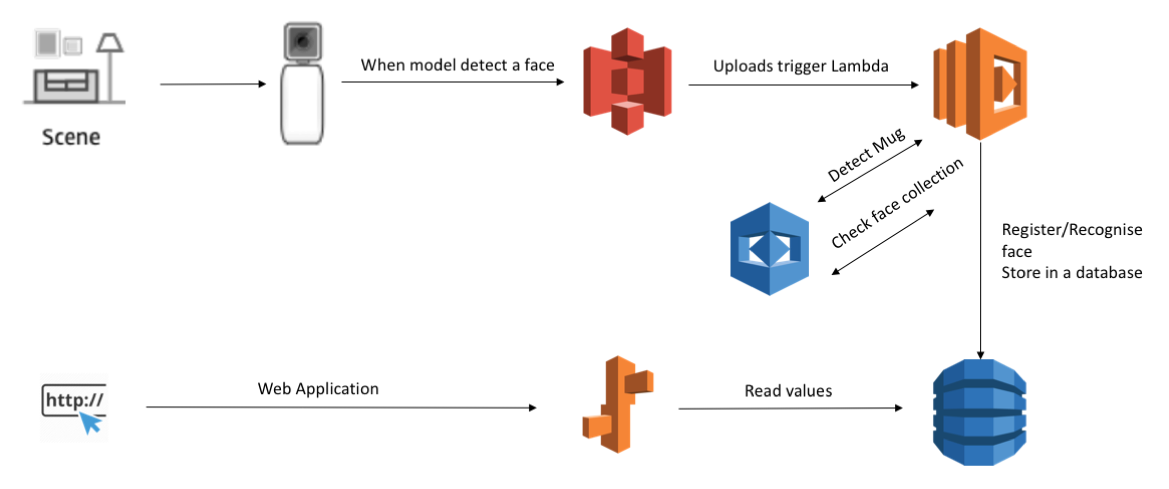 When model detect a face
Uploads trigger Lambda
Scene
Detect Mug
Check face collection
Register/Recognise
face
Store in a database
http://
Web Application
Read values